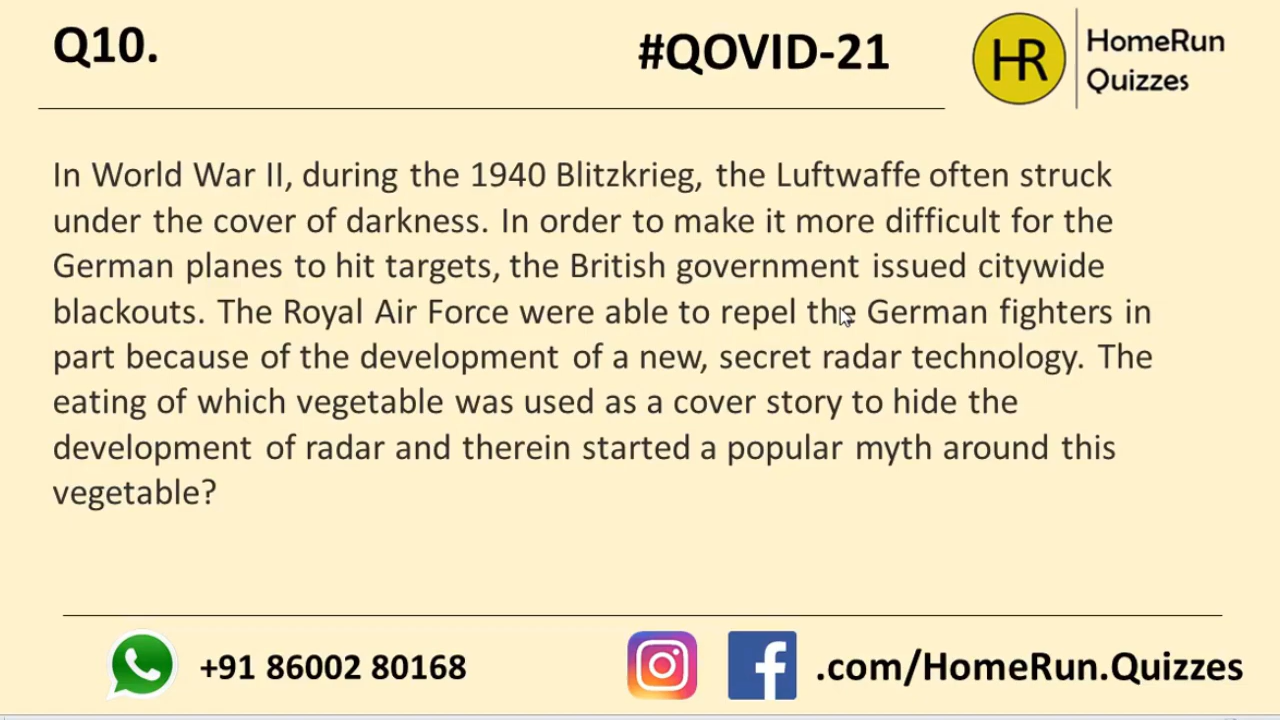 Q10.
#QOVID-21
HR
HomeRun
Quizzes
In World War II, during the 1940 Blitzkrieg, the Luftwaffe often struck
under the cover of darkness. In order to make it more difficult for the
German planes to hit targets, the British government issued citywide
blackouts. The Royal Air Force were able to repel the German fighters in
part because of the development of a new, secret radar technology. The
eating of which vegetable was used as a cover story to hide the
development of radar and therein started a popular myth around this
vegetable?
+91 86002 80168
.com/HomeRun.Quizzes